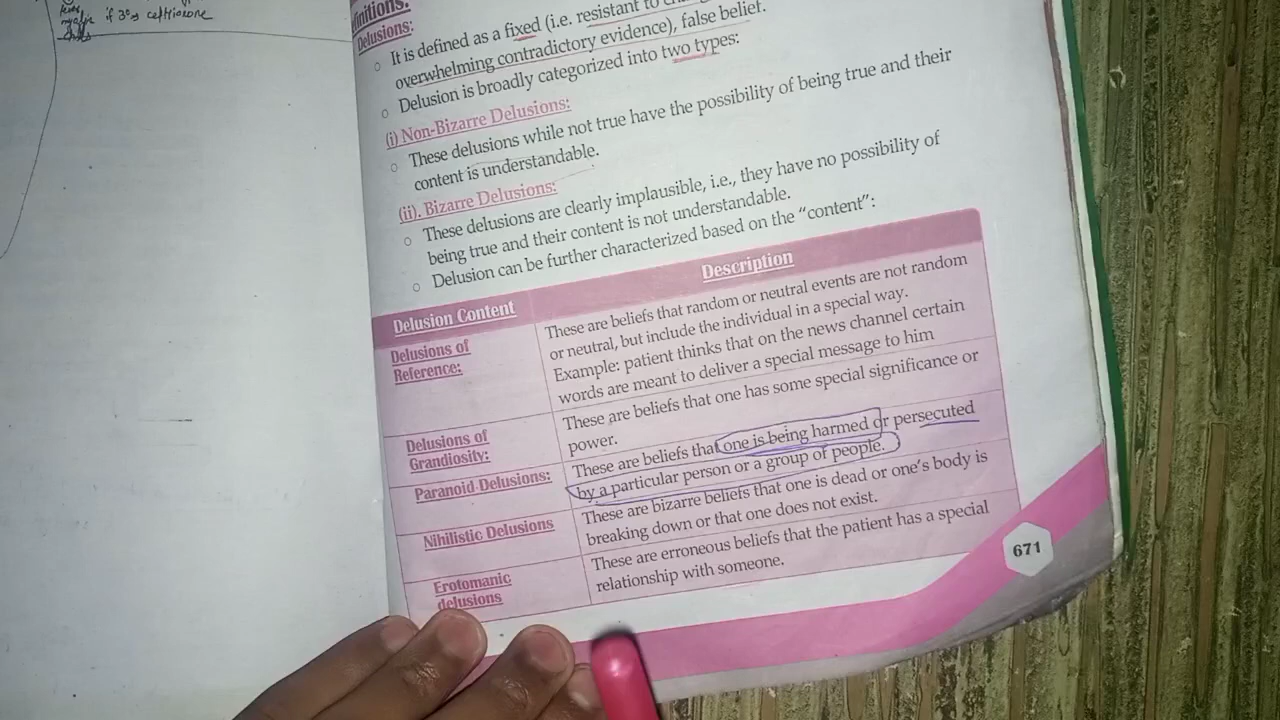 if 3° → ceftriaxone
finitions:
Delusions:
○ It is defined as a fixed (i.e. resistant to
overwhelming contradictory evidence), false belief.
○ Delusion is broadly categorized into two types:
(i) Non-Bizarre Delusions:
○ These delusions while not true have the possibility of being true and their
content is understandable.
(ii). Bizarre Delusions:
○ These delusions are clearly implausible, i.e., they have no possibility of
being true and their content is not understandable.
○ Delusion can be further characterized based on the “content”:
Delusion Content Description
Delusions of
Reference:
These are beliefs that random or neutral events are not random
or neutral, but include the individual in a special way.
Example: patient thinks that on the news channel certain
words are meant to deliver a special message to him
Delusions of
Grandiosity:
These are beliefs that one has some special significance or
power.
Paranoid Delusions:
These are beliefs that one is being harmed or persecuted
by a particular person or a group of people.
Nihilistic Delusions
These are bizarre beliefs that one is dead or one's body is
breaking down or that one does not exist.
Erotomanic
delusions
These are erroneous beliefs that the patient has a special
relationship with someone.
671